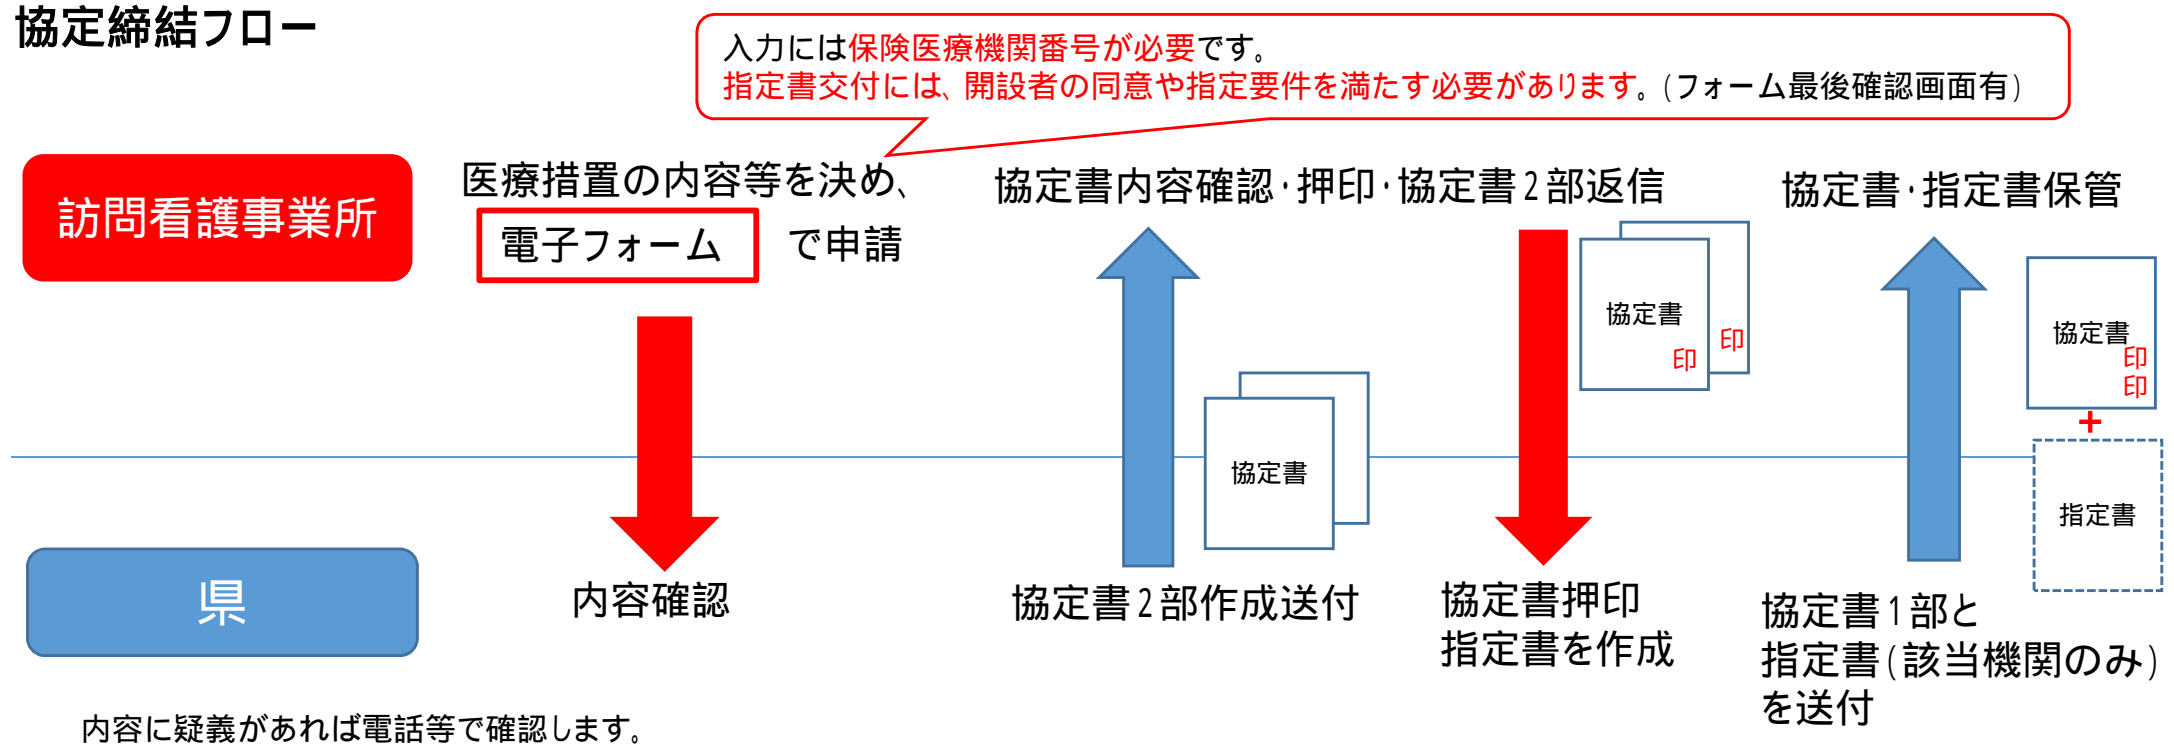 協定締結フロー
入力には保険医療機関番号が必要です。
指定書交付には、開設者の同意や指定要件を満たす必要があります。(フォーム最後確認画面有)
訪問看護事業所
医療措置の内容等を決め、
電子フォーム で申請
協定書内容確認・押印・協定書2部返信
協定書・指定書保管
協定書
印
印
協定書
印
印
+
協定書
指定書
県
内容確認
協定書2部作成送付
協定書押印
指定書を作成
協定書1部と
指定書(該当機関のみ)
を送付
内容に疑義があれば電話等で確認します。